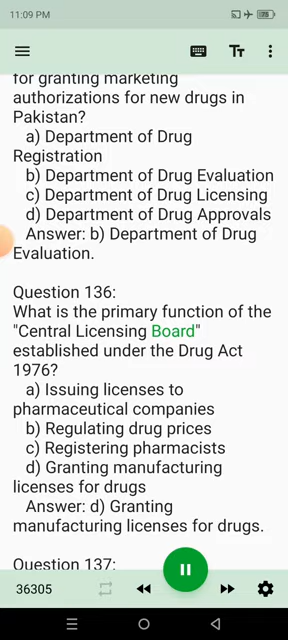 11:09 PM
for granting marketing
authorizations for new drugs in
Pakistan?
a) Department of Drug
Registration
b) Department of Drug Evaluation
c) Department of Drug Licensing
d) Department of Drug Approvals
Answer: b) Department of Drug
Evaluation.
Question 136:
What is the primary function of the
"Central Licensing Board"
established under the Drug Act
1976?
a) Issuing licenses to
pharmaceutical companies
b) Regulating drug prices
c) Registering pharmacists
d) Granting manufacturing
licenses for drugs
Answer: d) Granting
manufacturing licenses for drugs.
Question 137:
36305